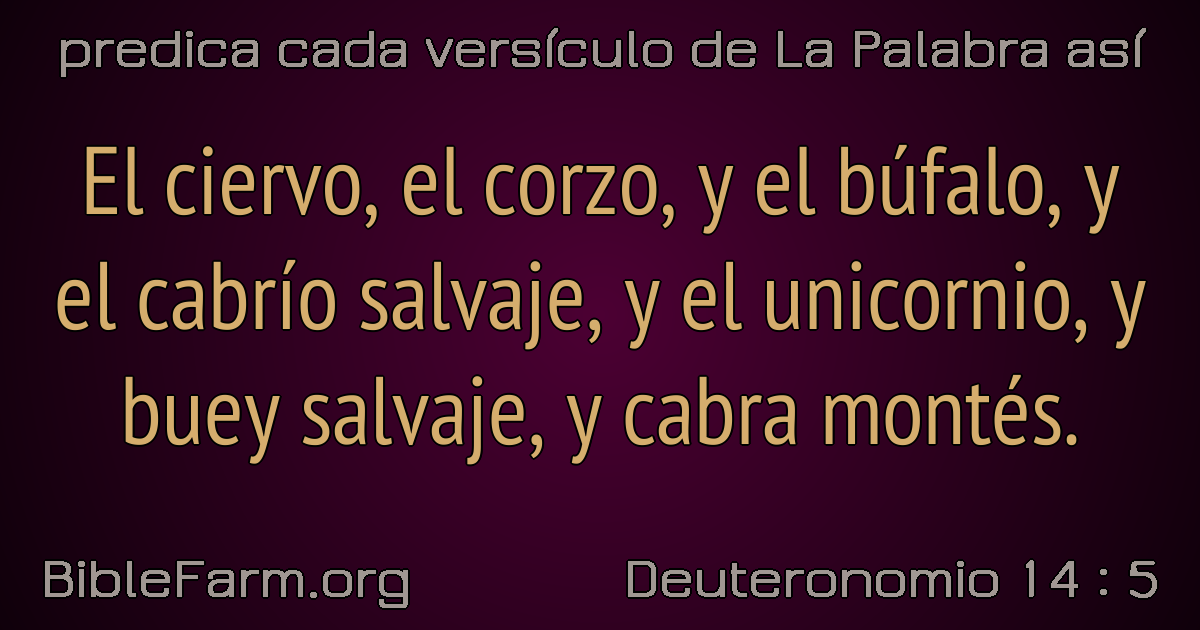 predica cada versículo de La Palabra así
El ciervo, el corzo, y el búfalo, y
el cabrío salvaje, y el unicornio, y
buey salvaje, y cabra montés.
BibleFarm.org
Deuteronomio 14 : 5